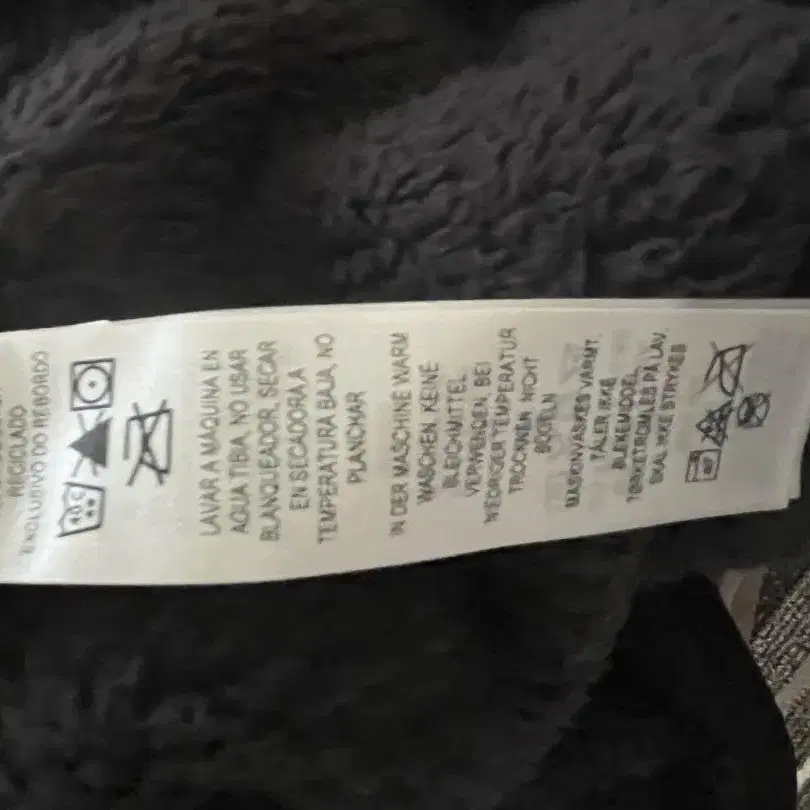 RECICLADO
EXCLUSIVO DO REBORDO
LAVAR A MÁQUINA EN
AGUA TIBIA, NO USAR
BLANQUEADOR, SECAR
EN SECADORA A
TEMPERATURA BAJA, NO
PLANCHAR
IN DER MASCHINE WARM
WASCHEN. KEINE
BLEICHMITTEL
VERWENDEN. BEI
NIEDRIGER TEMPERATUR
TROCKNEN. NICHT
BÜGELN
MASKINVASKES VARMT.
TÅLER IKKE
BLEKEMIDDEL.
TØRKETROMLES PÅ LAV.
SKAL IKKE STRYKES